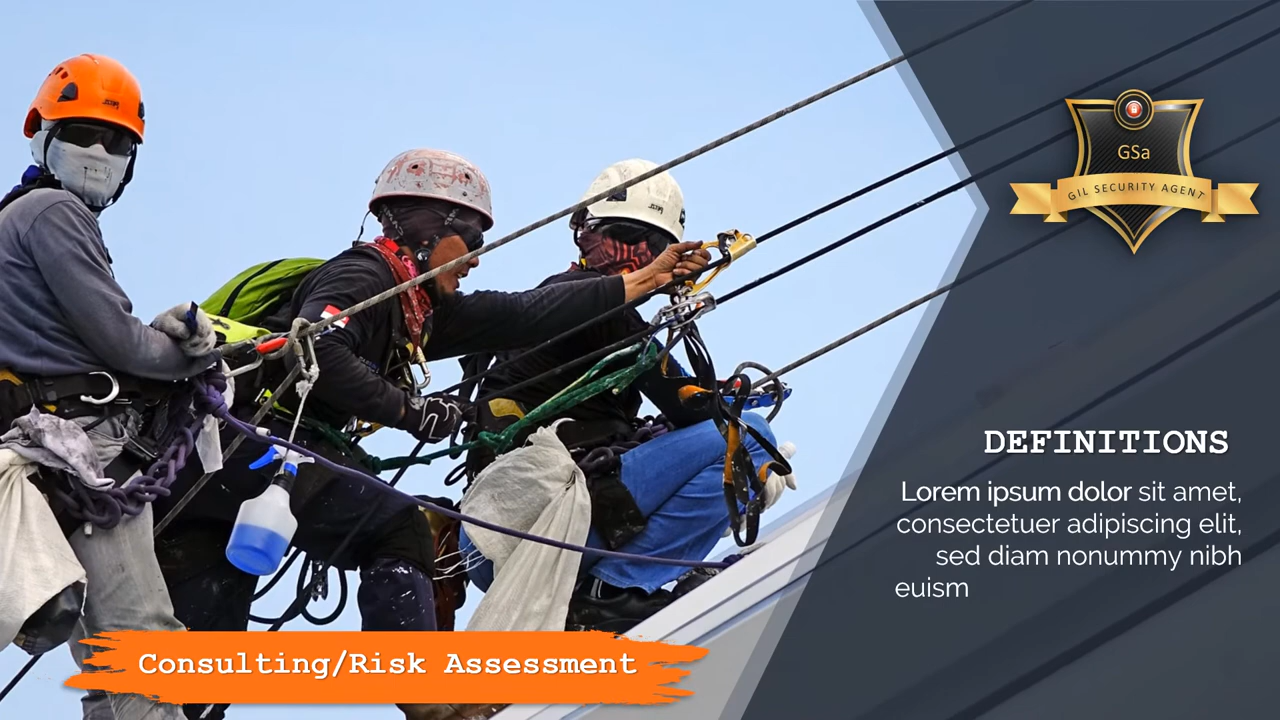 GSa
GIL SECURITY AGENT
DEFINITIONS
Lorem ipsum dolor sit amet,
consectetuer adipiscing elit,
sed diam nonummy nibh
euism
Consulting/Risk Assessment